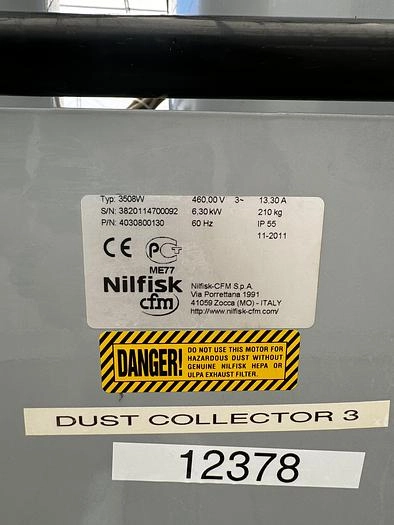 Typ: 3508W 460.00 V 3~ 13.30 A
S/N: 3820114700092 6,30 kW 210 kg
P/N: 4030800130 60 Hz IP 55
11-2011
CE
ME77
Nilfisk
cfm
Nilfisk-CFM S.p.A.
Via Porrettana 1991
41059 Zocca (MO) - ITALY
http://www.nilfisk-cfm.com/
DANGER!
DO NOT USE THIS MOTOR FOR
HAZARDOUS DUST WITHOUT
GENUINE NILFISK HEPA OR
ULPA EXHAUST FILTER.
DUST COLLECTOR 3
12378